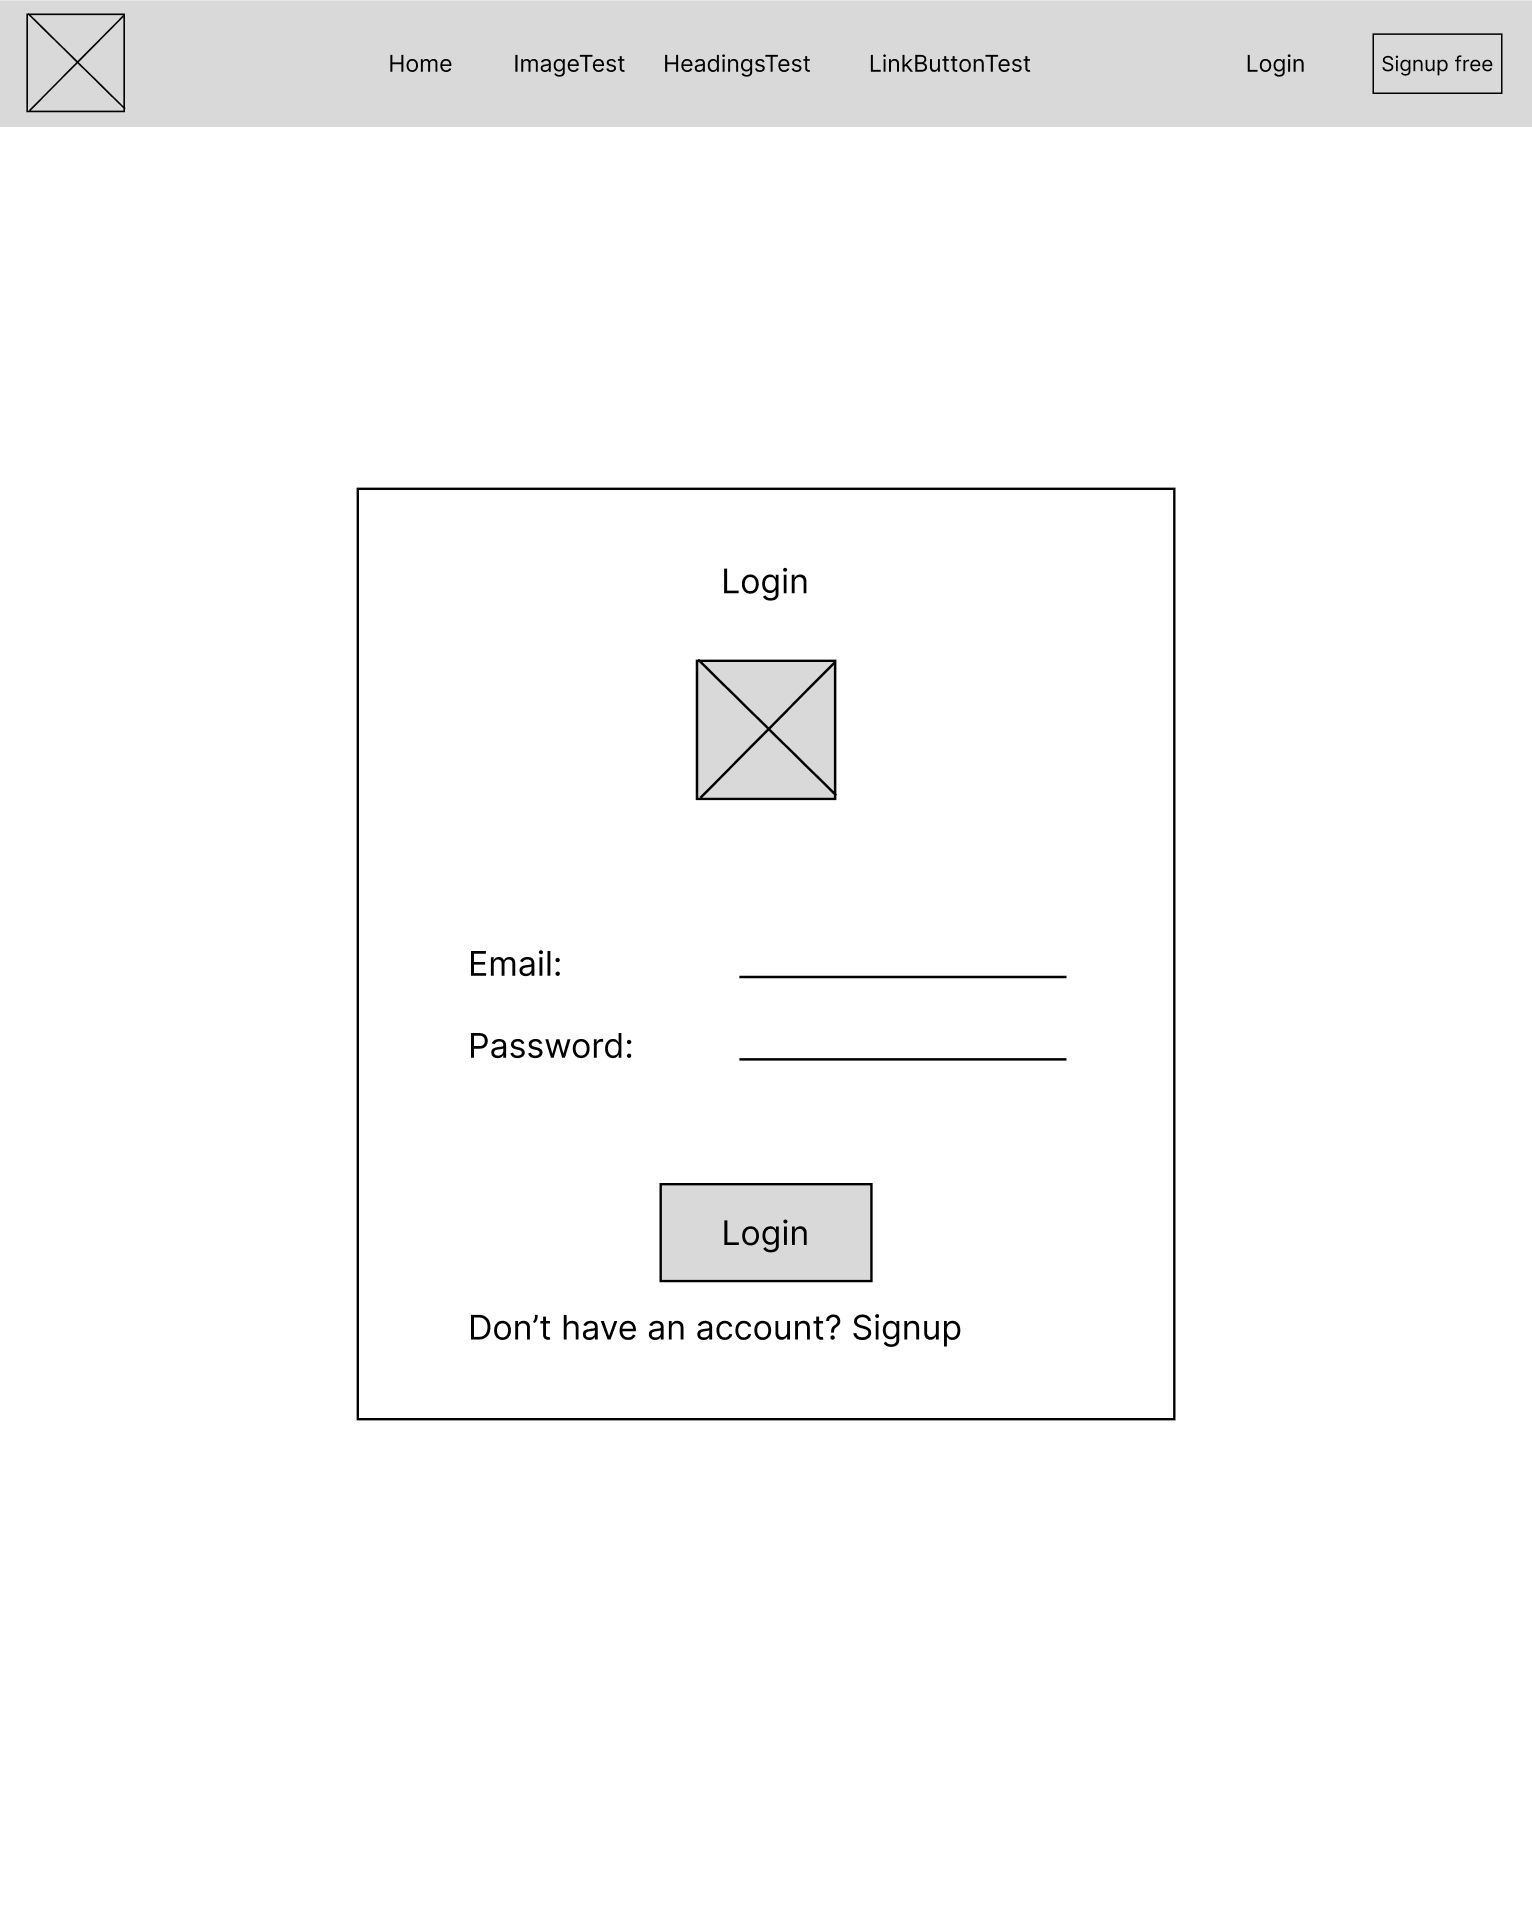 Home ImageTest HeadingsTest LinkButtonTest Login Signup free
Login
Email:
Password:
Login
Don’t have an account? Signup